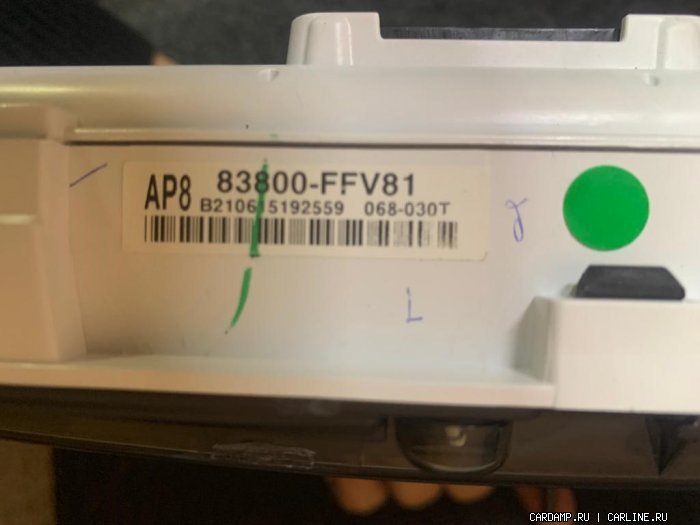 AP8 83800-FFV81
B210615192559 068-030T
L
CARDAMP.RU | CARLINE.RU